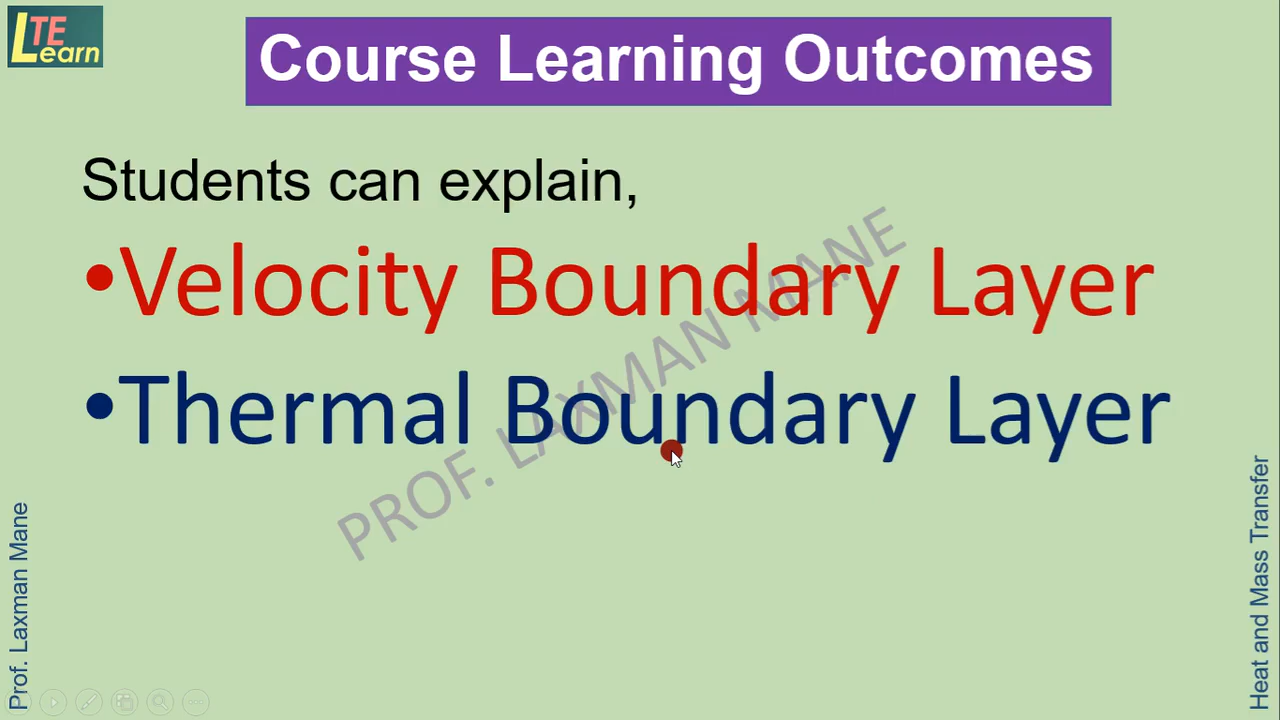 LTE
Learn
Course Learning Outcomes
Students can explain,
•Velocity Boundary Layer
•Thermal Boundary Layer
PROF. LAXMAN MANE
Prof. Laxman Mane
Heat and Mass Transfer